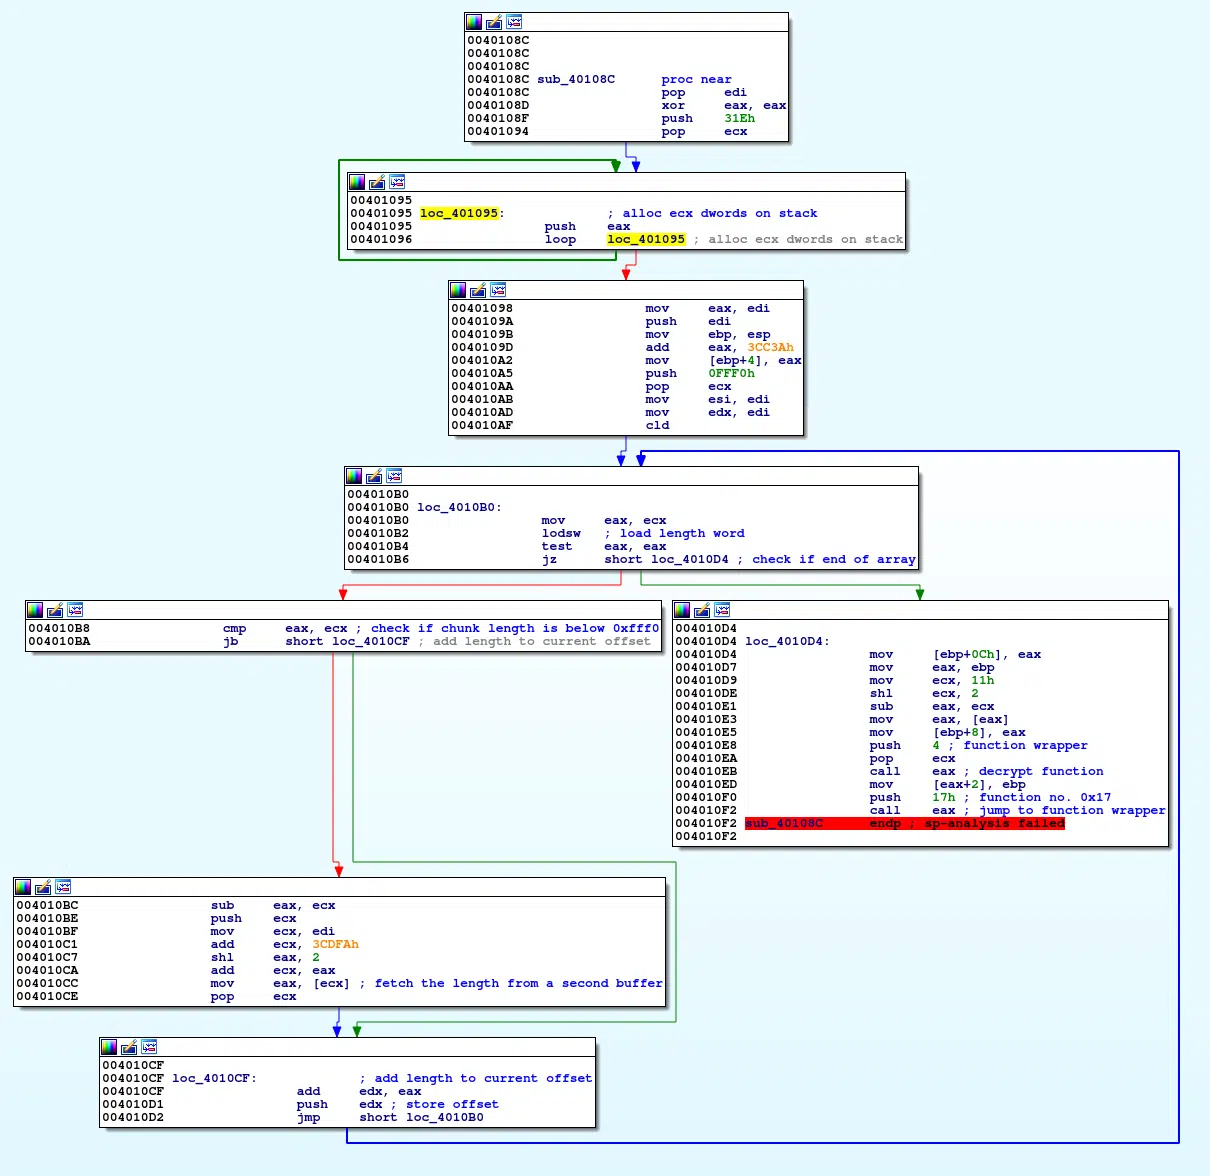 0040108C
0040108C
0040108C
0040108C sub_40108C proc near
0040108C pop edi
0040108D xor eax, eax
0040108F push 31Eh
00401094 pop ecx
00401095
00401095 loc_401095: ; alloc ecx dwords on stack
00401095 push eax
00401096 loop loc_401095 ; alloc ecx dwords on stack
00401098 mov eax, edi
0040109A push edi
0040109B mov ebp, esp
0040109D add eax, 3CC3Ah
004010A2 mov [ebp+4], eax
004010A5 push 0FFF0h
004010AA pop ecx
004010AB mov esi, edi
004010AD mov edx, edi
004010AF cld
004010B0
004010B0 loc_4010B0:
004010B0 mov eax, ecx
004010B2 lodsw ; load length word
004010B4 test eax, eax
004010B6 jz short loc_4010D4 ; check if end of array
004010B8 cmp eax, ecx ; check if chunk length is below 0xfff0
004010BA jb short loc_4010CF ; add length to current offset
004010D4
004010D4 loc_4010D4:
004010D4 mov [ebp+0Ch], eax
004010D7 mov eax, ebp
004010D9 mov ecx, 11h
004010DE shl ecx, 2
004010E1 sub eax, ecx
004010E3 mov eax, [eax]
004010E5 mov [ebp+8], eax
004010E8 push 4 ; function wrapper
004010EA pop ecx
004010EB call eax ; decrypt function
004010ED mov [eax+2], ebp
004010F0 push 17h ; function no. 0x17
004010F2 call eax ; jump to function wrapper
004010F2 sub_40108C endp ; sp-analysis failed
004010F2
004010BC sub eax, ecx
004010BE push ecx
004010BF mov ecx, edi
004010C1 add ecx, 3CDFAh
004010C7 shl eax, 2
004010CA add ecx, eax
004010CC mov eax, [ecx] ; fetch the length from a second buffer
004010CE pop ecx
004010CF
004010CF loc_4010CF: ; add length to current offset
004010CF add edx, eax
004010D1 push edx ; store offset
004010D2 jmp short loc_4010B0